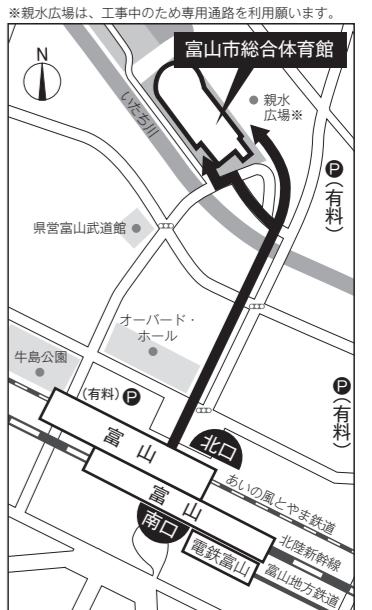 ※親水広場は、工事中のため専用通路を利用願います。
N
富山市総合体育館
親水
広場※
いたち川
P(有料)
県営富山武道館
オーバード・
ホール
牛島公園
(有料)P
P(有料)
富山
北口
富山
南口
電鉄富山
あいの風とやま鉄道
北陸新幹線
富山地方鉄道